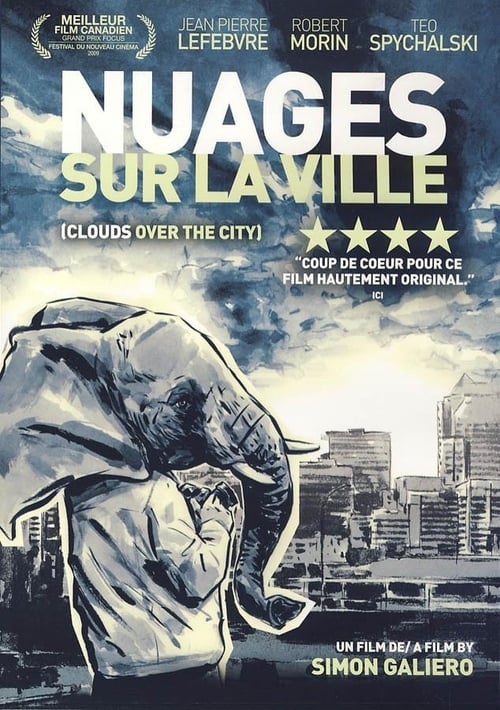 MEILLEUR
FILM CANADIEN
GRAND PRIX FOCUS
FESTIVAL DU NOUVEAU CINÉMA
2009
JEAN PIERRE
LEFEBVRE
ROBERT
MORIN
TEO
SPYCHALSKI
NUAGES
SUR LA VILLE
(CLOUDS OVER THE CITY)
“COUP DE COEUR POUR CE
FILM HAUTEMENT ORIGINAL.”
ICI
UN FILM DE/ A FILM BY
SIMON GALIERO